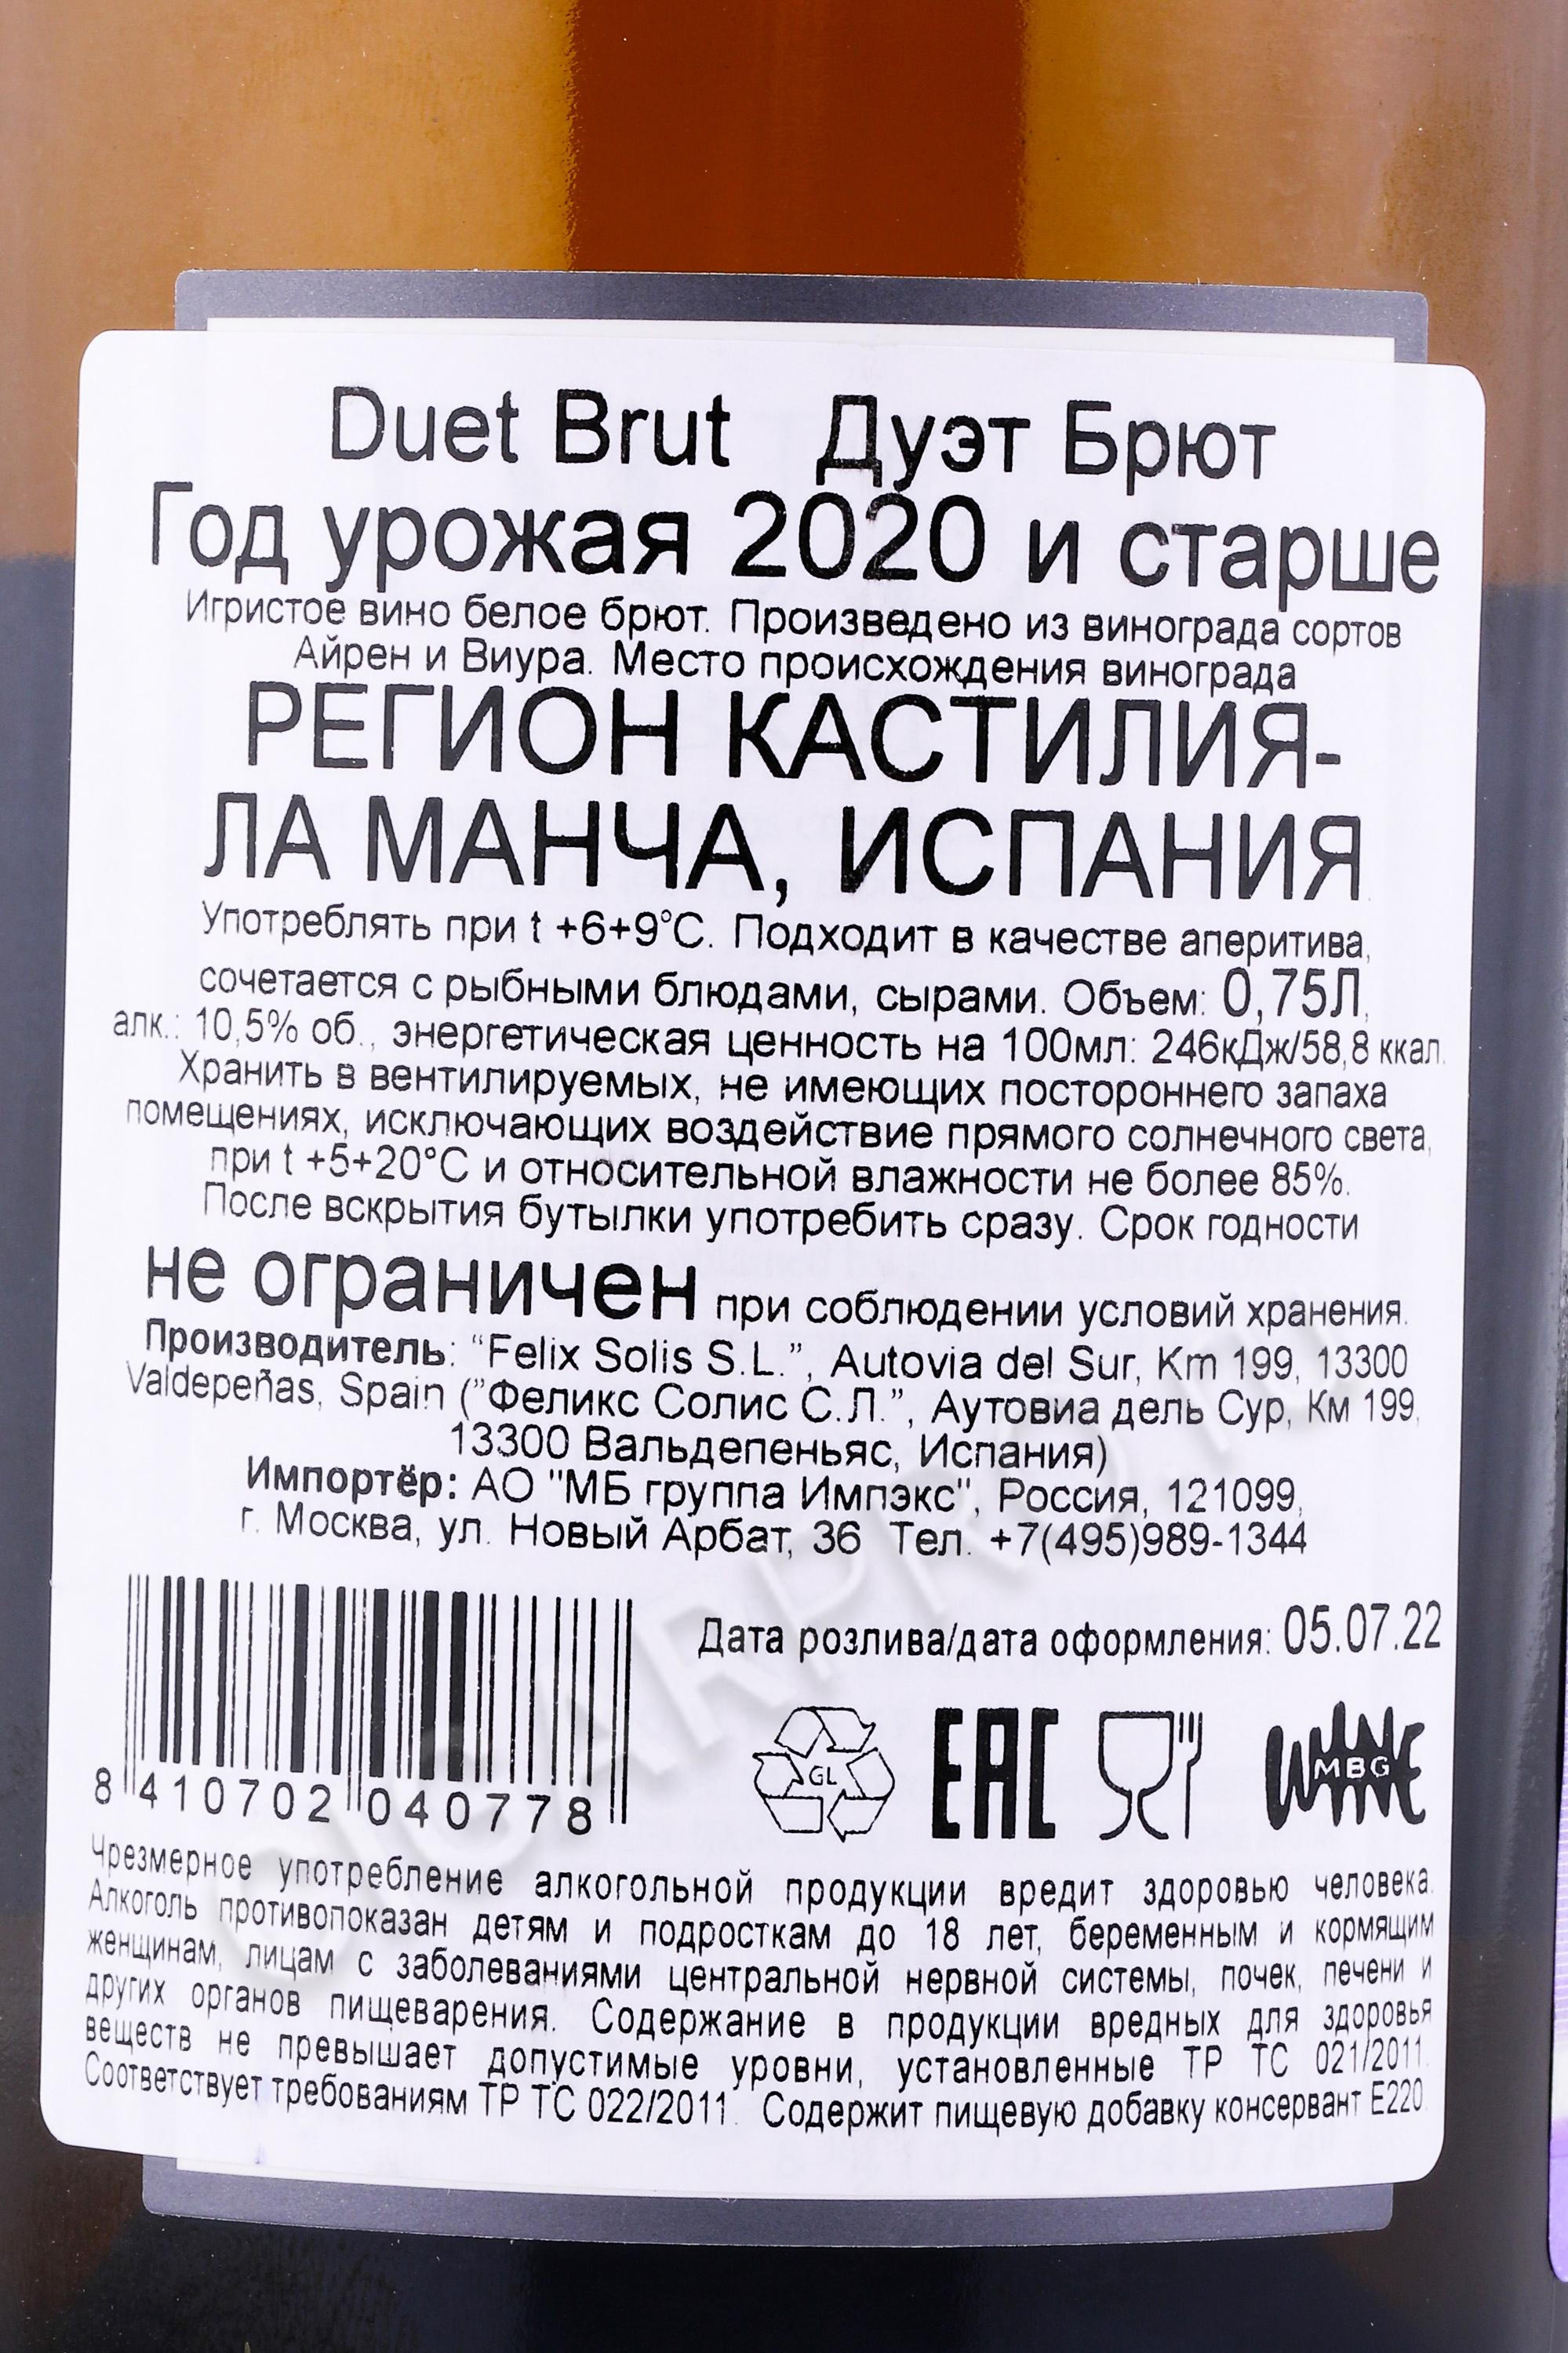 Duet Brut Дуэт Брют
Год урожая 2020 и старше
Игристое вино белое брют. Произведено из винограда сортов
Айрен и Виура. Место происхождения винограда
РЕГИОН КАСТИЛИЯ-
ЛА МАНЧА, ИСПАНИЯ
Употреблять при t +6+9°С. Подходит в качестве аперитива,
сочетается с рыбными блюдами, сырами. Объем: 0,75Л,
алк.: 10,5% об., энергетическая ценность на 100мл: 246кДж/58,8 ккал.
Хранить в вентилируемых, не имеющих постороннего запаха
помещениях, исключающих воздействие прямого солнечного света,
при t +5+20°С и относительной влажности не более 85%.
После вскрытия бутылки употребить сразу. Срок годности
не ограничен при соблюдении условий хранения.
Производитель: “Felix Solis S.L.”, Autovia del Sur, Km 199, 13300
Valdepeñas, Spain (”Феликс Солис С.Л.”, Аутовиа дель Сур, Км 199,
13300 Вальдепеньяс, Испания)
Импортёр: АО "МБ группа Импэкс", Россия, 121099,
г. Москва, ул. Новый Арбат, 36 Тел. +7(495)989-1344
Дата розлива/дата оформления: 05.07.22
GL EAC WINE MBG
8 410702 040778
Чрезмерное употребление алкогольной продукции вредит здоровью человека.
Алкоголь противопоказан детям и подросткам до 18 лет, беременным и кормящим
женщинам, лицам с заболеваниями центральной нервной системы, почек, печени и
других органов пищеварения. Содержание в продукции вредных для здоровья
веществ не превышает допустимые уровни, установленные ТР ТС 021/2011.
Соответствует требованиям ТР ТС 022/2011. Содержит пищевую добавку консервант Е220.